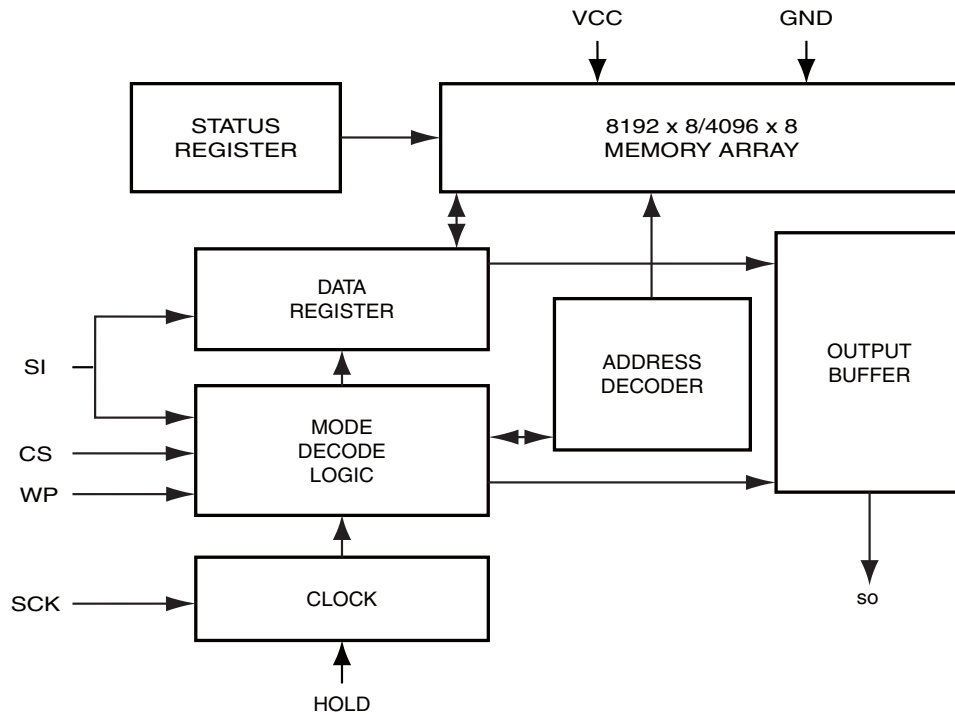 VCC
GND
STATUS
REGISTER
8192 x 8/4096 x 8
MEMORY ARRAY
DATA
REGISTER
SI
ADDRESS
DECODER
OUTPUT
BUFFER
MODE
DECODE
LOGIC
CS
WP
SCK
CLOCK
so
HOLD